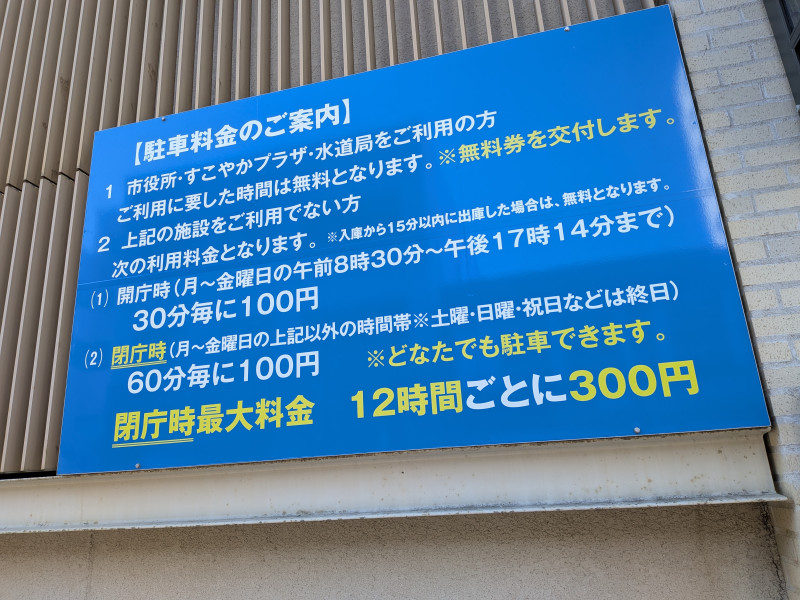 【駐車料金のご案内】
1 市役所・すこやかプラザ・水道局をご利用の方
ご利用に要した時間は無料となります。※無料券を交付します。
2 上記の施設をご利用でない方
次の利用料金となります。※入庫から15分以内に出庫した場合は、無料となります。
(1) 開庁時(月～金曜日の午前8時30分～午後17時14分まで)
30分毎に100円
(2) 閉庁時(月～金曜日の上記以外の時間帯※土曜・日曜・祝日などは終日)
60分毎に100円 ※どなたでも駐車できます。
閉庁時最大料金 12時間ごとに300円